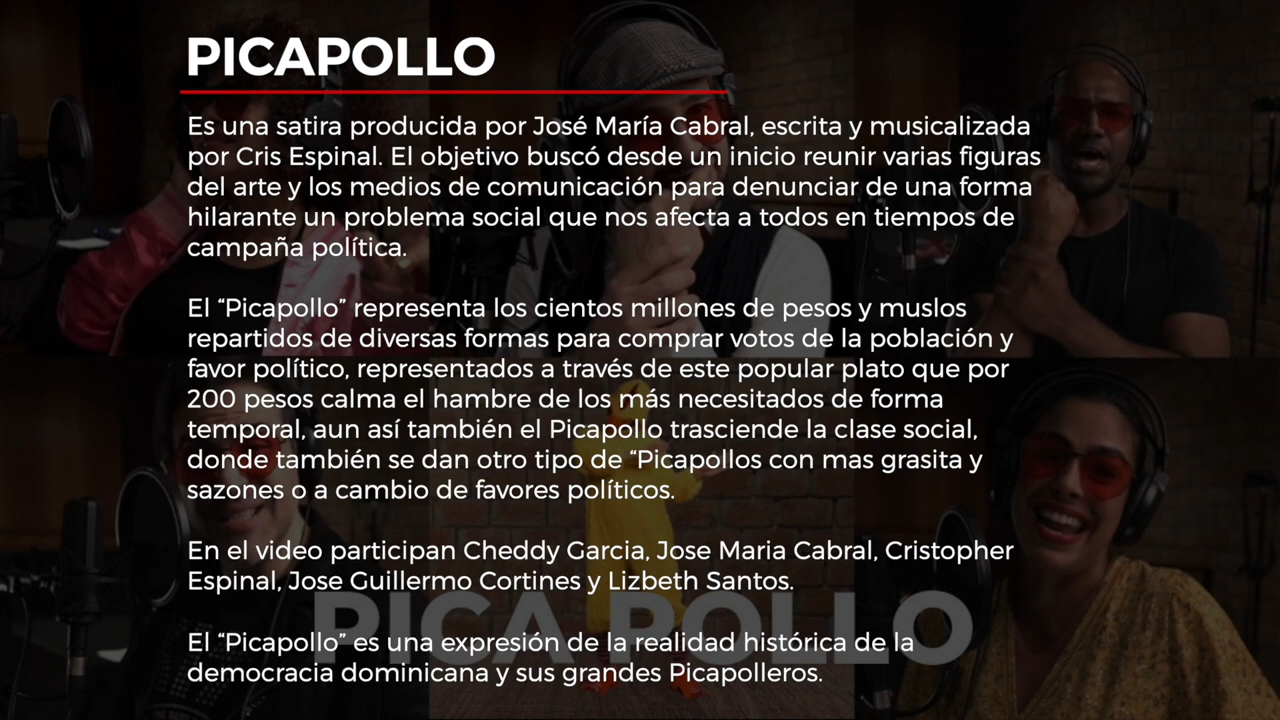 PICAPOLLO
Es una satira producida por José María Cabral, escrita y musicalizada
por Cris Espinal. El objetivo buscó desde un inicio reunir varias figuras
del arte y los medios de comunicación para denunciar de una forma
hilarante un problema social que nos afecta a todos en tiempos de
campaña política.
El “Picapollo” representa los cientos millones de pesos y muslos
repartidos de diversas formas para comprar votos de la población y
favor político, representados a través de este popular plato que por
200 pesos calma el hambre de los más necesitados de forma
temporal, aun así también el Picapollo trasciende la clase social,
donde también se dan otro tipo de “Picapollos con mas grasita y
sazones o a cambio de favores políticos.
En el video participan Cheddy Garcia, Jose Maria Cabral, Cristopher
Espinal, Jose Guillermo Cortines y Lizbeth Santos.
PICA POLLO
El “Picapollo” es una expresión de la realidad histórica de la
democracia dominicana y sus grandes Picapolleros.